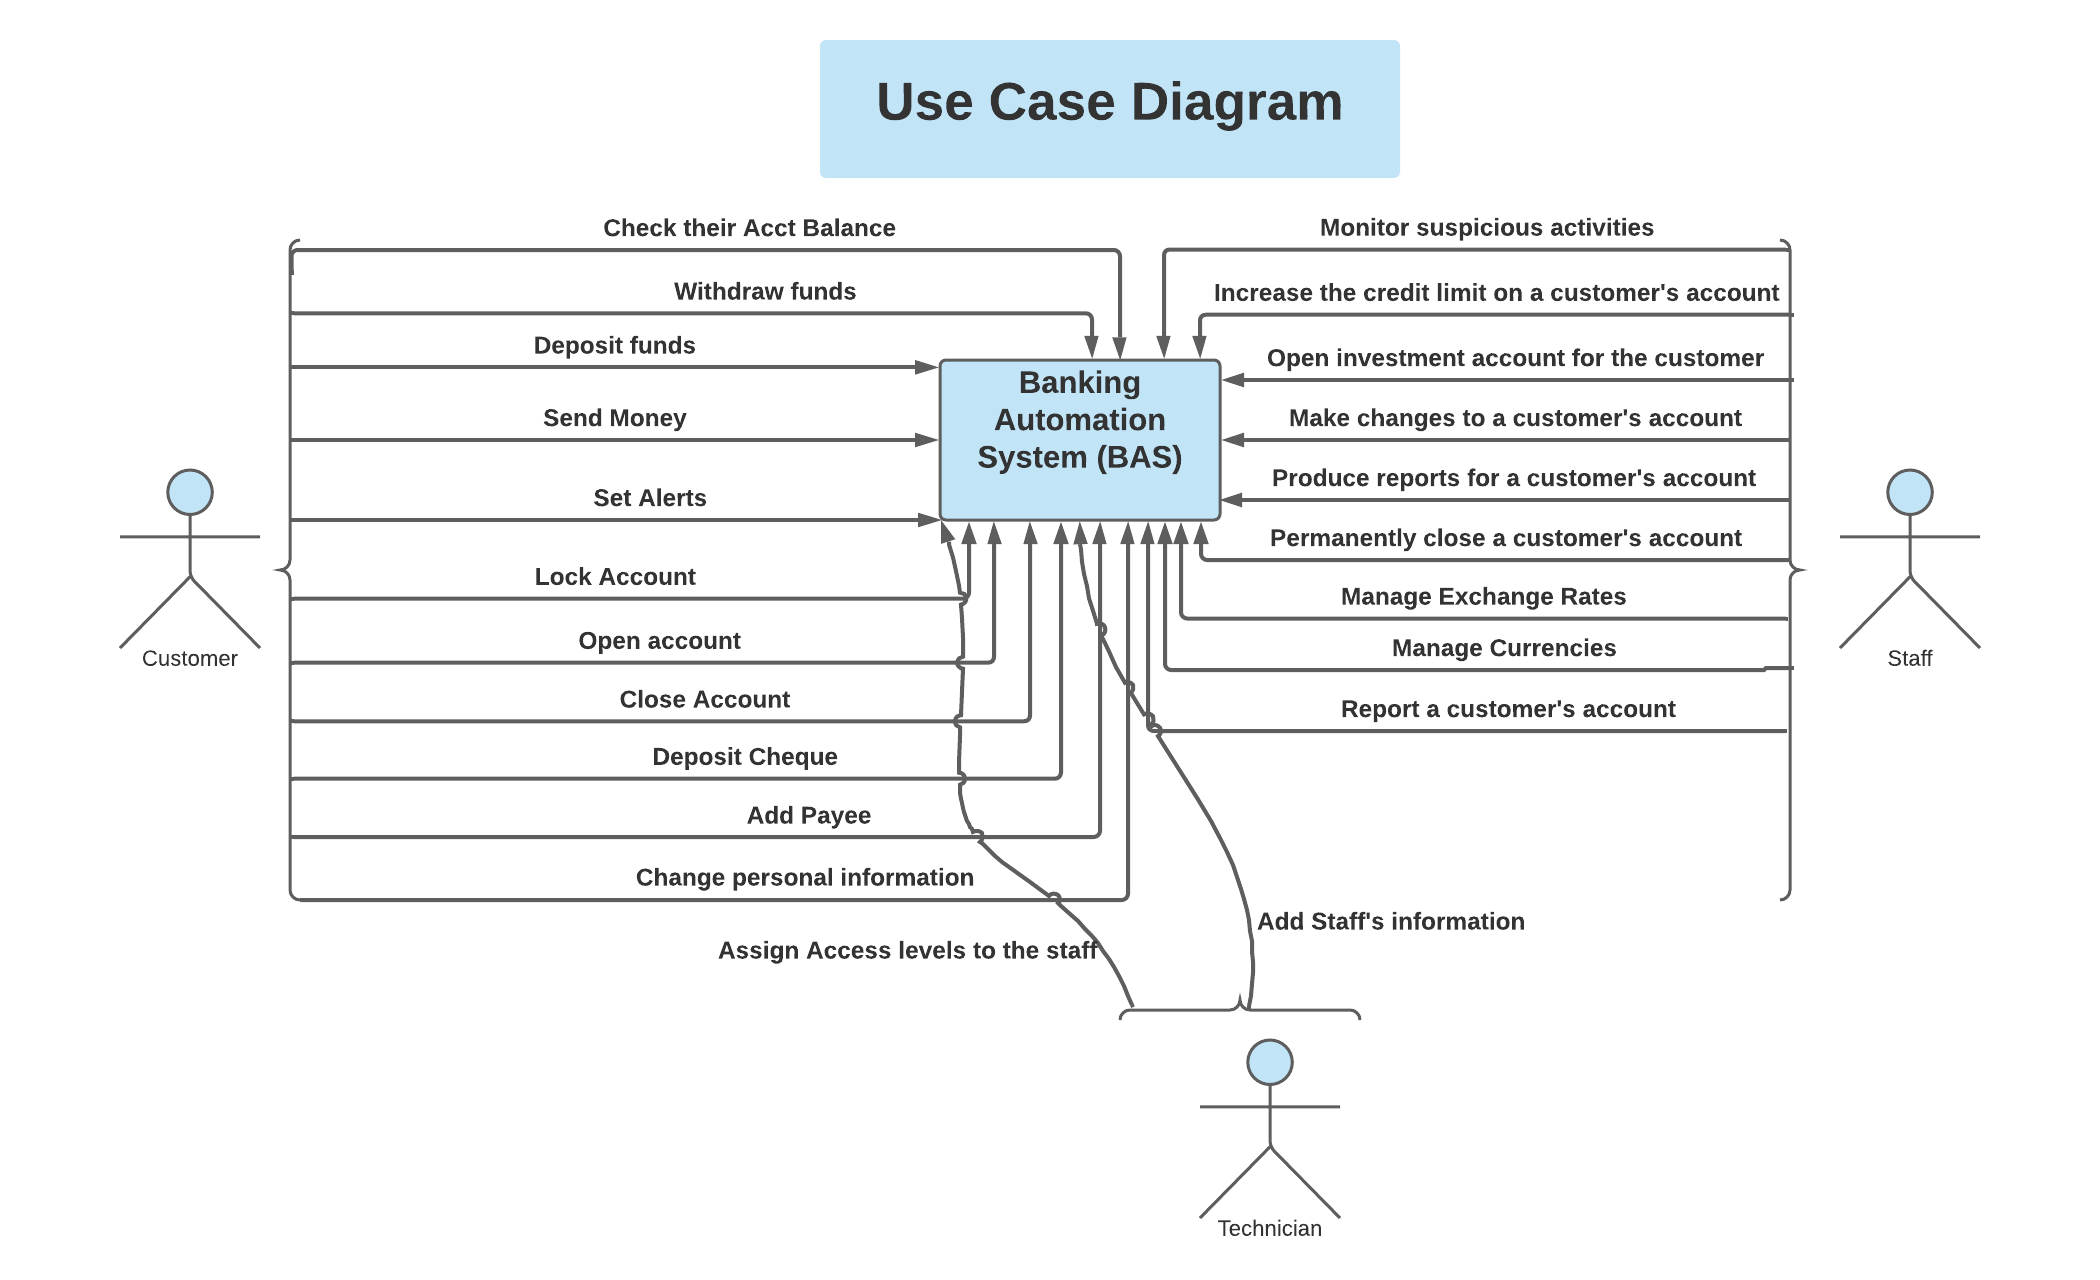 Use Case Diagram
Check their Acct Balance
Monitor suspicious activities
Withdraw funds
Increase the credit limit on a customer's account
Deposit funds
Open investment account for the customer
Banking
Automation
System (BAS)
Send Money
Make changes to a customer's account
Produce reports for a customer's account
Set Alerts
Permanently close a customer's account
Lock Account
Manage Exchange Rates
Open account
Manage Currencies
Customer
Staff
Close Account
Report a customer's account
Deposit Cheque
Add Payee
Change personal information
Add Staff's information
Assign Access levels to the staff
Technician